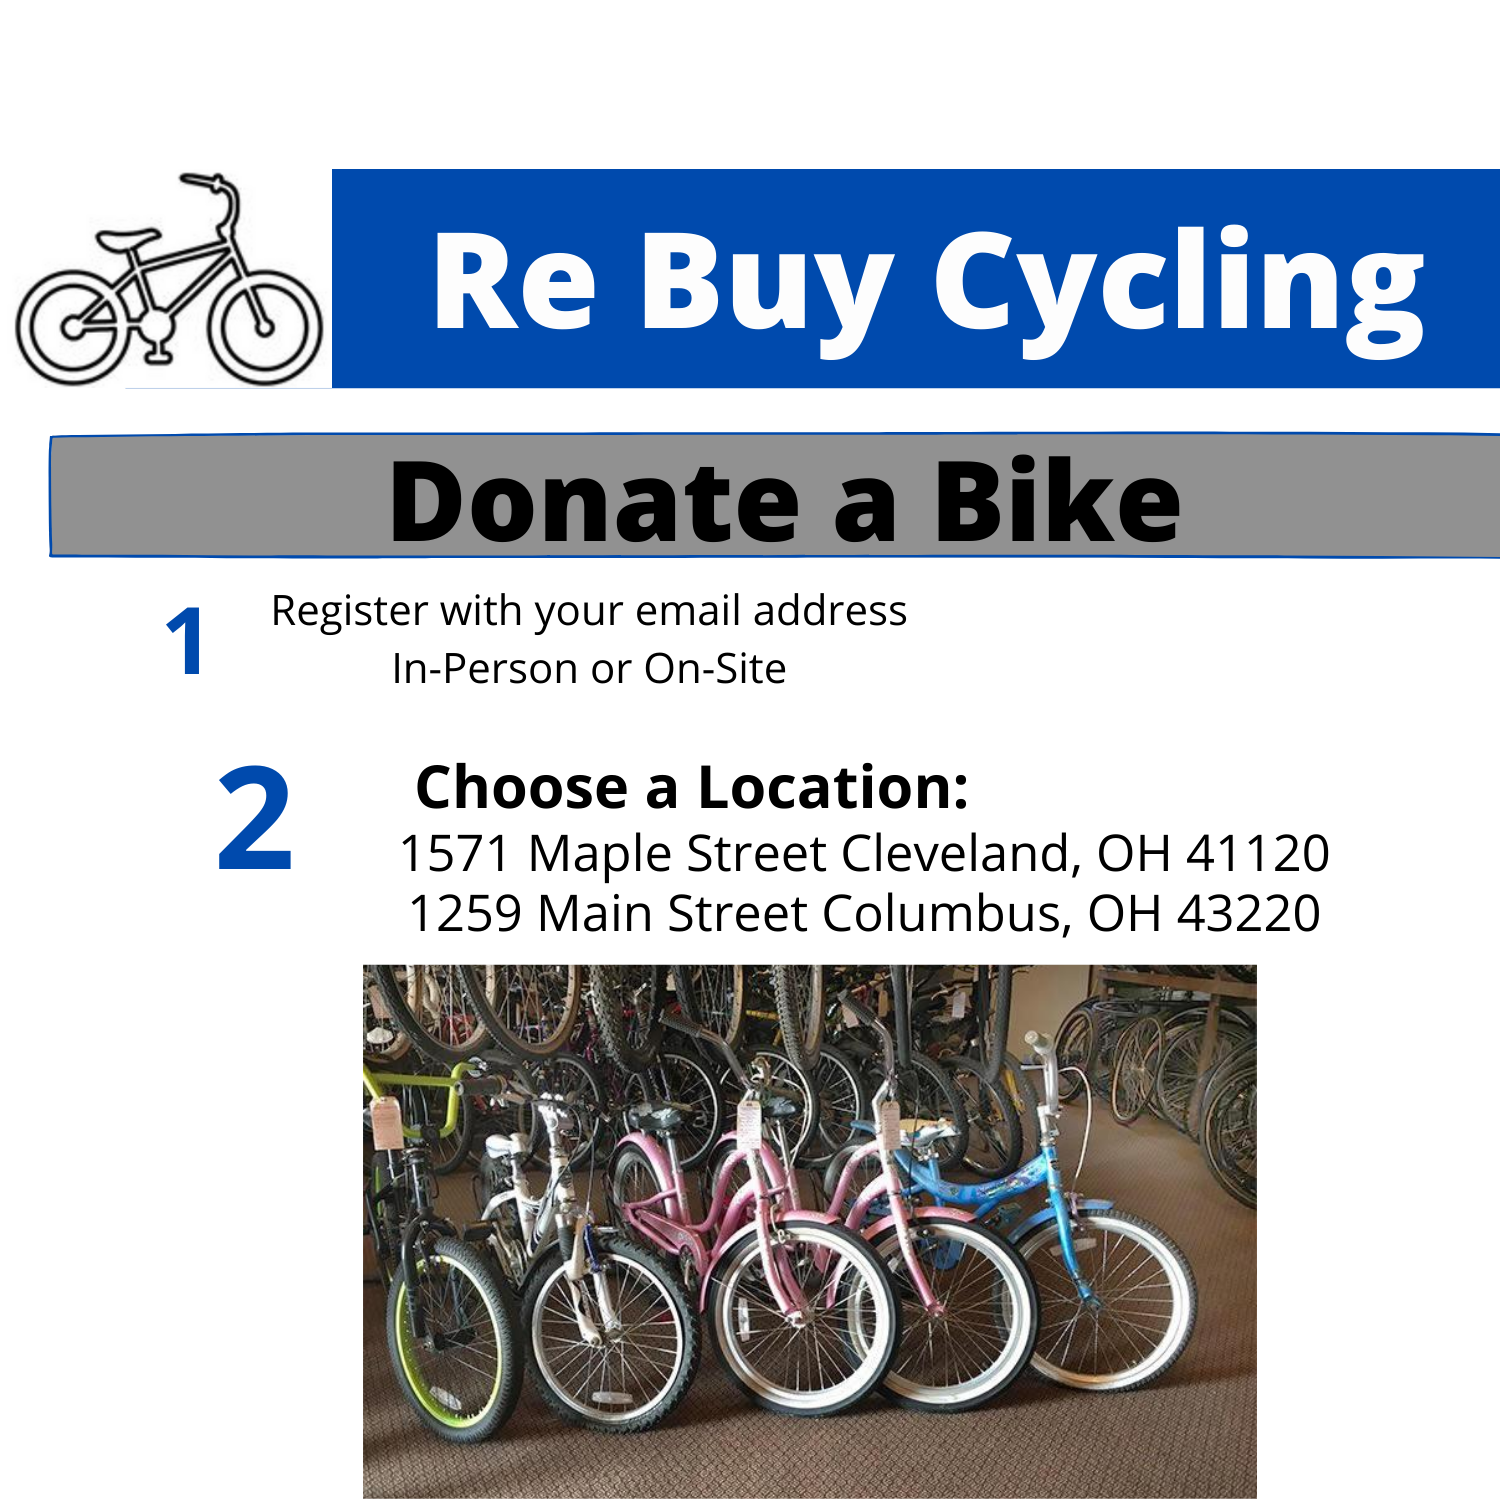 Re Buy Cycling
Donate a Bike
1
Register with your email address
In-Person or On-Site
2
Choose a Location:
1571 Maple Street Cleveland, OH 41120
1259 Main Street Columbus, OH 43220